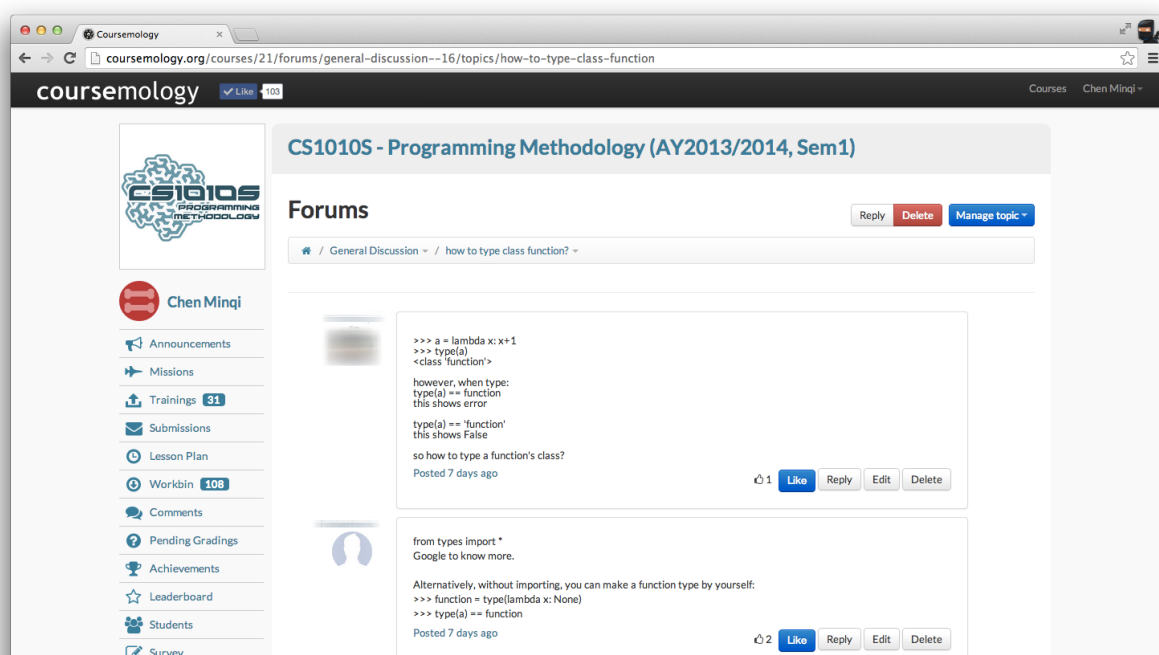 Coursemology
coursemology.org/courses/21/forums/general-discussion--16/topics/how-to-type-class-function
coursemology Like 103 Courses Chen Minqi
CS1010S
PROGRAMMING
METHODOLOGY
CS1010S - Programming Methodology (AY2013/2014, Sem1)
Forums
Reply Delete Manage topic
/ General Discussion / how to type class function?
Chen Minqi
Announcements
Missions
Trainings 31
Submissions
Lesson Plan
Workbin 108
Comments
Pending Gradings
Achievements
Leaderboard
Students
Survey
>>> a = lambda x: x+1
>>> type(a)
<class 'function'>
however, when type:
type(a) == function
this shows error
type(a) == 'function'
this shows False
so how to type a function's class?
Posted 7 days ago
1 Like Reply Edit Delete
from types import *
Google to know more.
Alternatively, without importing, you can make a function type by yourself:
>>> function = type(lambda x: None)
>>> type(a) == function
Posted 7 days ago
2 Like Reply Edit Delete